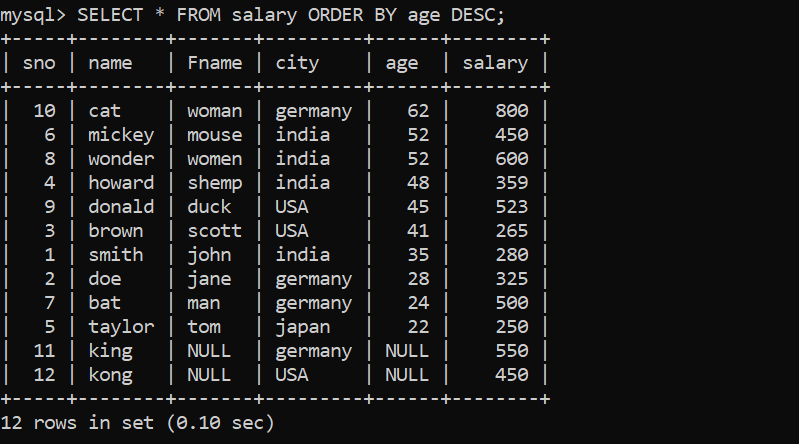 mysql> SELECT * FROM salary ORDER BY age DESC;
+-----+--------+-------+---------+------+--------+
| sno | name   | Fname | city    | age  | salary |
+-----+--------+-------+---------+------+--------+
|  10 | cat    | woman | germany |   62 |    800 |
|   6 | mickey | mouse | india   |   52 |    450 |
|   8 | wonder | women | india   |   52 |    600 |
|   4 | howard | shemp | india   |   48 |    359 |
|   9 | donald | duck  | USA     |   45 |    523 |
|   3 | brown  | scott | USA     |   41 |    265 |
|   1 | smith  | john  | india   |   35 |    280 |
|   2 | doe    | jane  | germany |   28 |    325 |
|   7 | bat    | man   | germany |   24 |    500 |
|   5 | taylor | tom   | japan   |   22 |    250 |
|  11 | king   | NULL  | germany | NULL |    550 |
|  12 | kong   | NULL  | USA     | NULL |    450 |
+-----+--------+-------+---------+------+--------+
12 rows in set (0.10 sec)